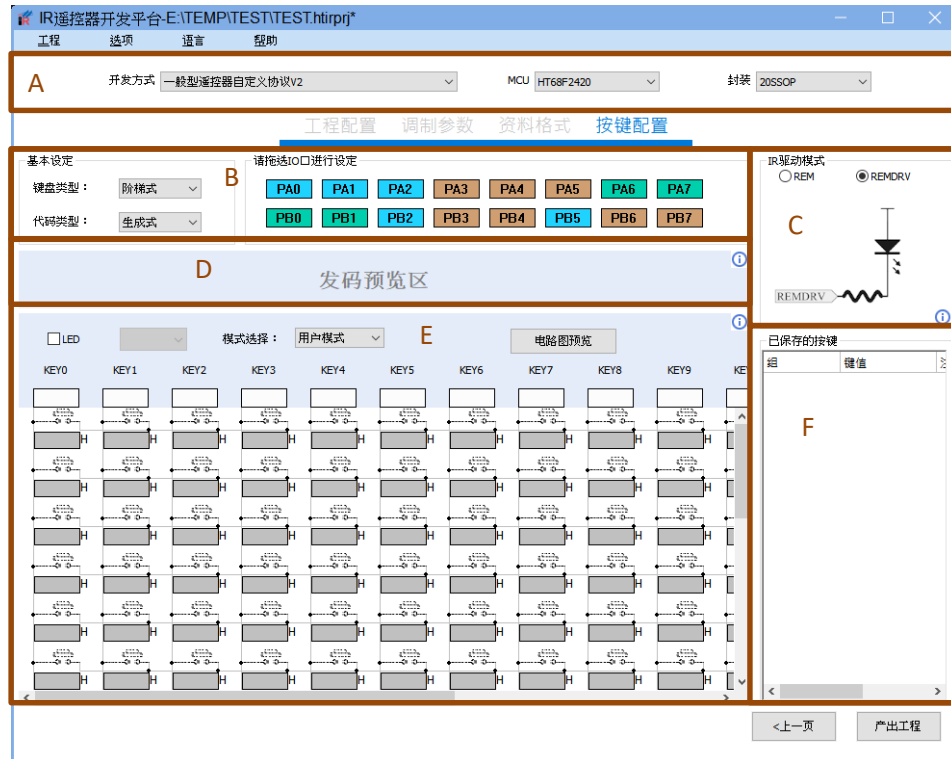 IR遥控器开发平台-E:\TEMP\TEST\TEST.htirprj*
工程 选项 语言 帮助
A 开发方式 一般型遥控器自定义协议V2 MCU HT68F2420 封装 20SSOP
工程配置 调制参数 资料格式 按键配置
基本设定 请拖选IO口进行设定 IR驱动模式
REM REMDRV
键盘类型： 阶梯式 B PA0 PA1 PA2 PA3 PA4 PA5 PA6 PA7
代码类型： 生成式 PB0 PB1 PB2 PB3 PB4 PB5 PB6 PB7
C
D 发码预览区
REMDRV
LED 模式选择： 用户模式 E 电路图预览
已保存的按键
组 键值
KEY0 KEY1 KEY2 KEY3 KEY4 KEY5 KEY6 KEY7 KEY8 KEY9 KE
F
H H H H H H H H H H
H H H H H H H H H H
H H H H H H H H H H
H H H H H H H H H H
H H H H H H H H H H
H H H H H H H H H H
<上一页 产出工程